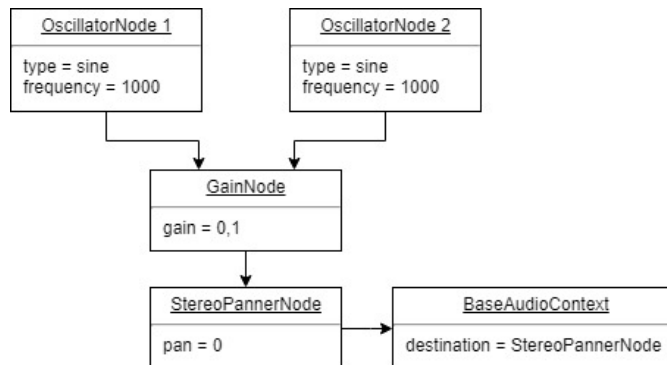 OscillatorNode 1
type = sine
frequency = 1000
OscillatorNode 2
type = sine
frequency = 1000
GainNode
gain = 0,1
StereoPannerNode
pan = 0
BaseAudioContext
destination = StereoPannerNode